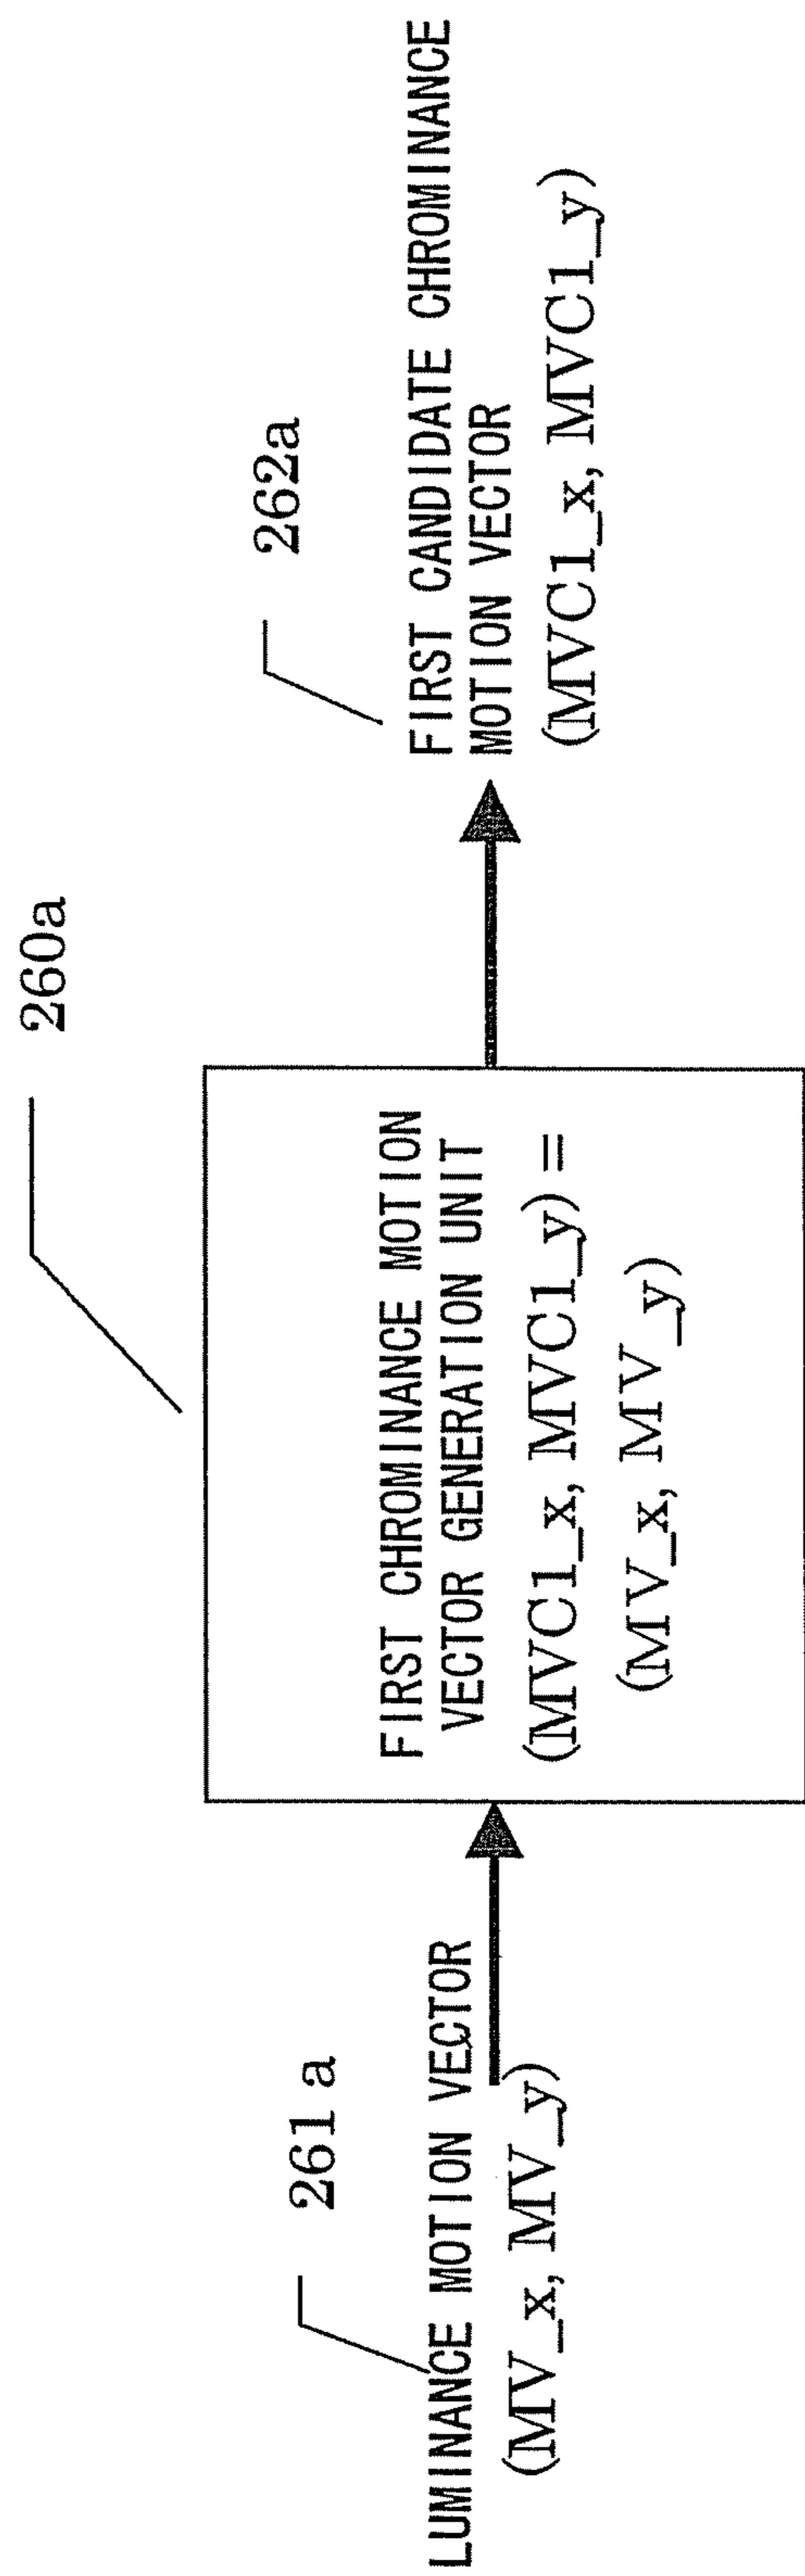 261a
LUMINANCE MOTION VECTOR
(MV_x, MV_y)
260a
FIRST CHROMINANCE MOTION
VECTOR GENERATION UNIT
(MVC1_x, MVC1_y) =
(MV_x, MV_y)
262a
FIRST CANDIDATE CHROMINANCE
MOTION VECTOR
(MVC1_x, MVC1_y)